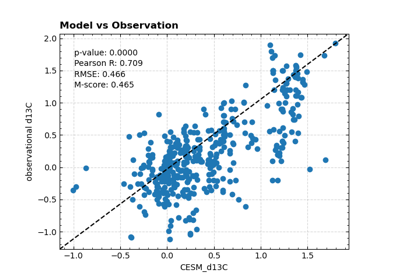 Model vs Observation
p-value: 0.0000
Pearson R: 0.709
RMSE: 0.466
M-score: 0.465
observational d13C
2.0
1.5
1.0
0.5
0.0
−0.5
−1.0
−1.0 −0.5 0.0 0.5 1.0 1.5
CESM_d13C